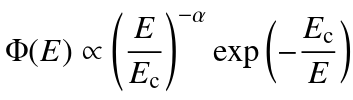 Φ(E) ∝ (E/E_c)^{-α} exp(-E_c/E)